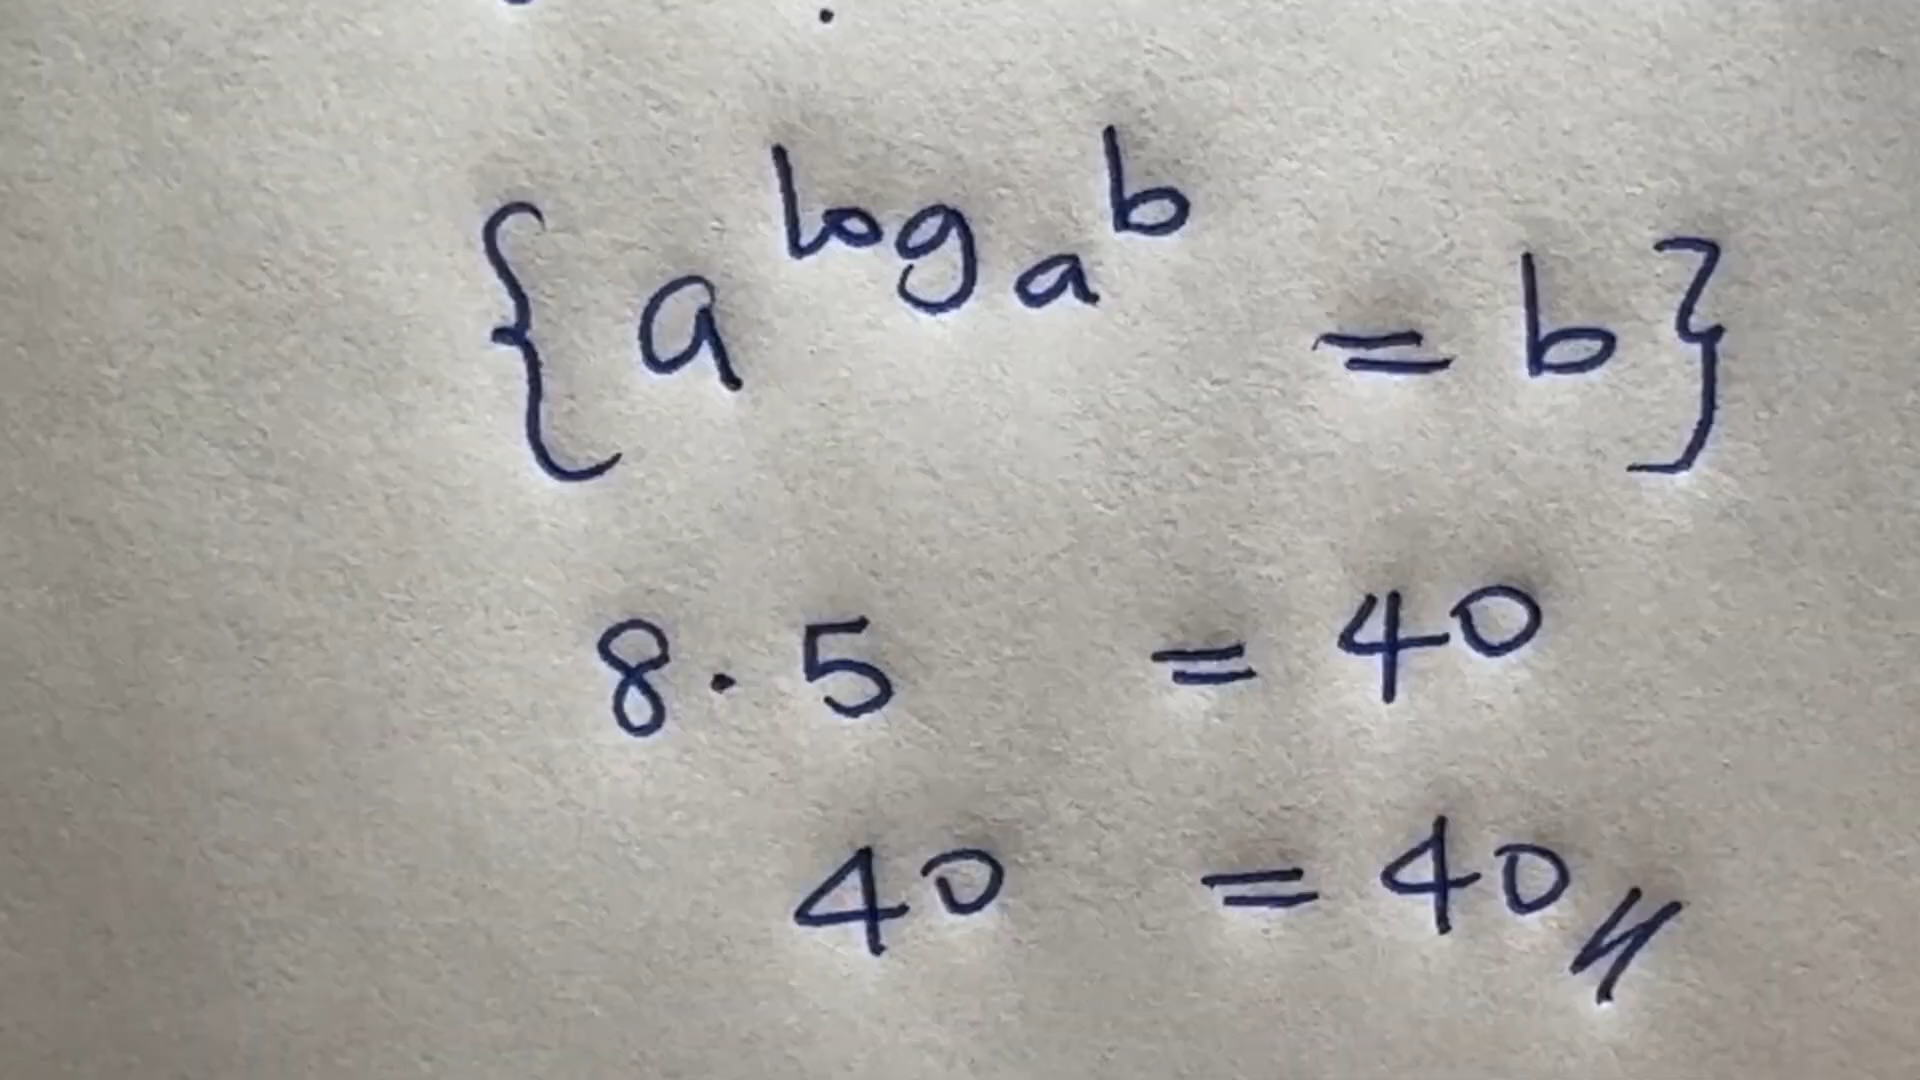 { a^log_a b = b }
8 . 5 = 40
40 = 40 //